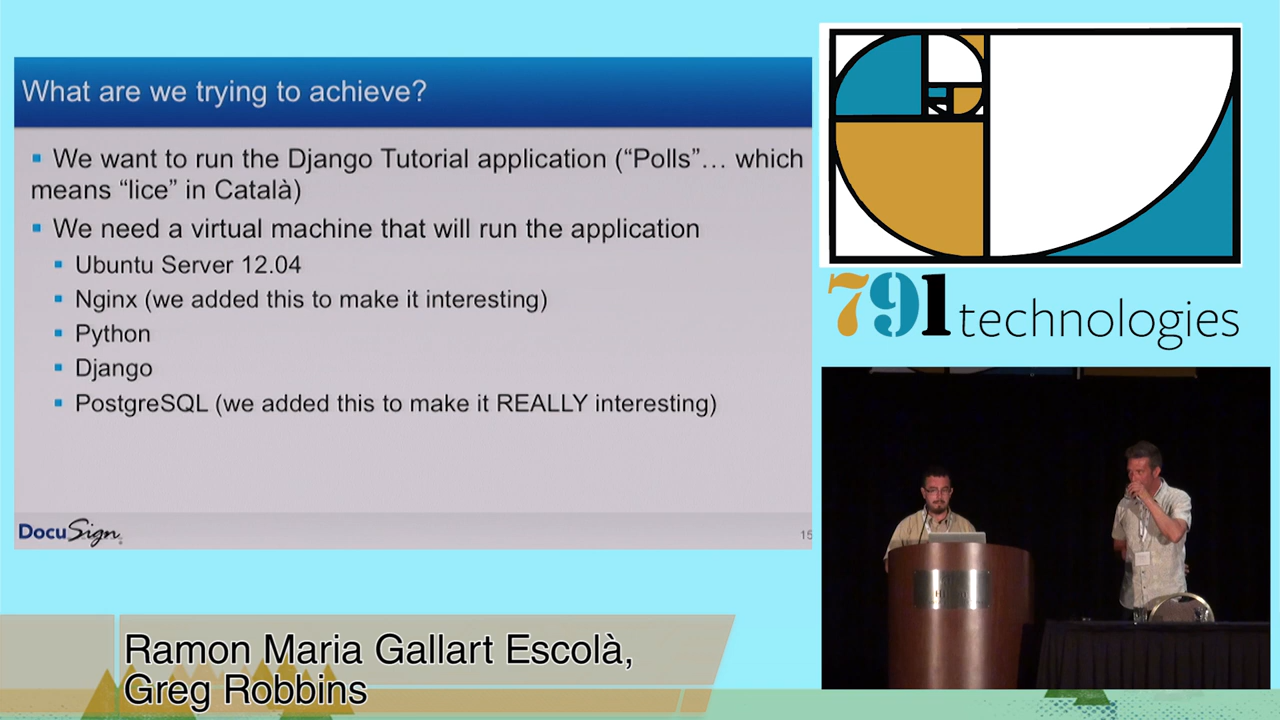 What are we trying to achieve?
▪ We want to run the Django Tutorial application (“Polls”… which
means “lice” in Català)
▪ We need a virtual machine that will run the application
▪ Ubuntu Server 12.04
▪ Nginx (we added this to make it interesting)
▪ Python
▪ Django
▪ PostgreSQL (we added this to make it REALLY interesting)
DocuSign
15
791 technologies
Ramon Maria Gallart Escolà,
Greg Robbins